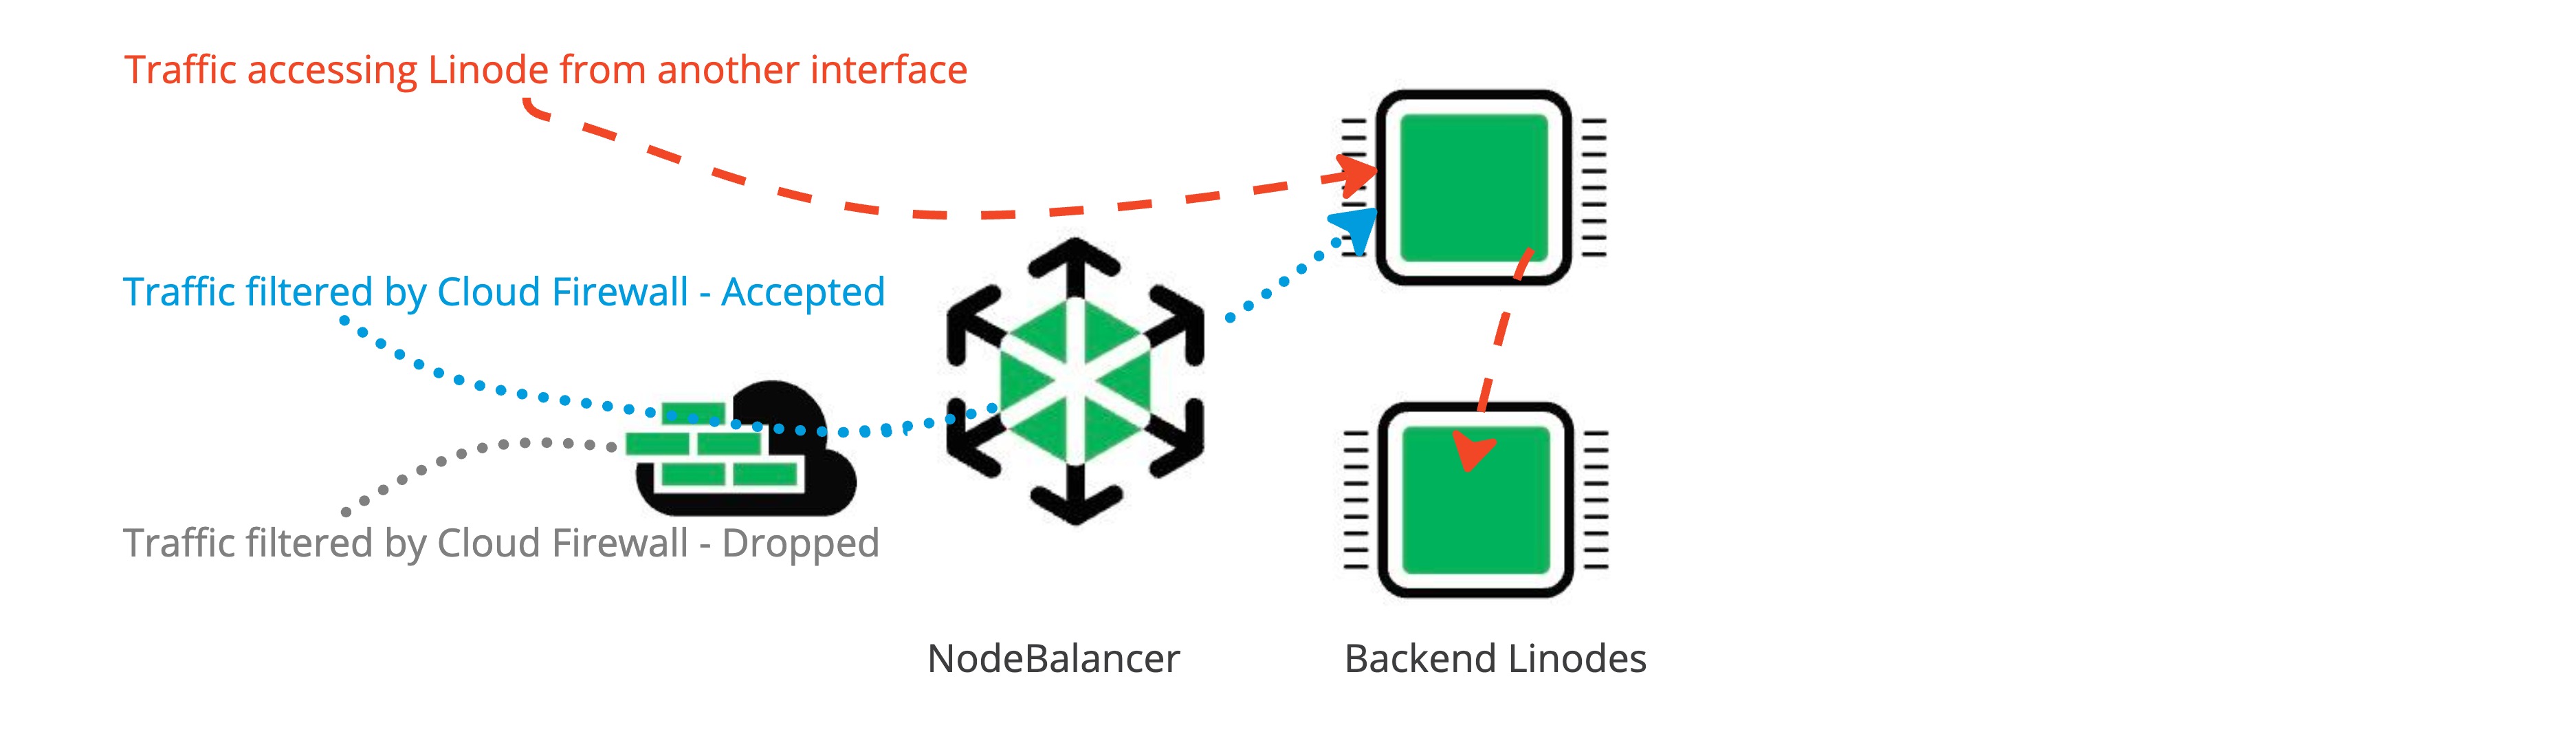 Traffic accessing Linode from another interface
Traffic filtered by Cloud Firewall - Accepted
Traffic filtered by Cloud Firewall - Dropped
NodeBalancer
Backend Linodes